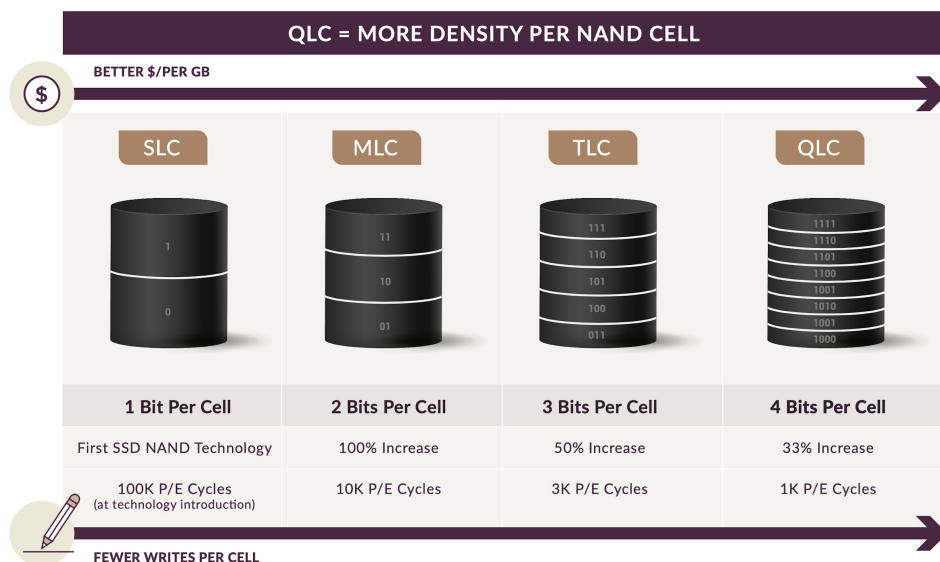 QLC = MORE DENSITY PER NAND CELL
BETTER $/PER GB
$
SLC
MLC
TLC
QLC
1
0
11
10
01
111
110
101
100
011
1111
1110
1101
1100
1001
1010
1001
1000
1 Bit Per Cell
2 Bits Per Cell
3 Bits Per Cell
4 Bits Per Cell
First SSD NAND Technology
100% Increase
50% Increase
33% Increase
100K P/E Cycles
(at technology introduction)
10K P/E Cycles
3K P/E Cycles
1K P/E Cycles
FEWER WRITES PER CELL